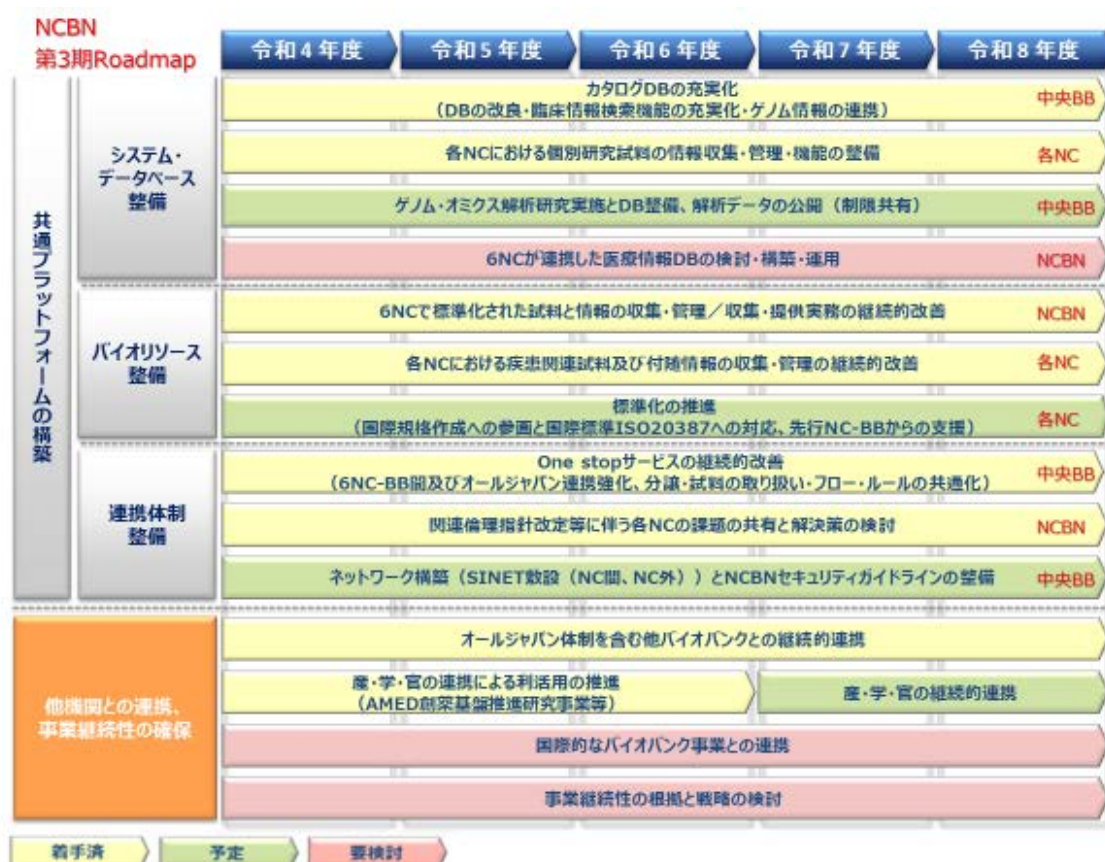 NCBN
第3期Roadmap
令和4年度
令和5年度
令和6年度
令和7年度
令和8年度
共通プラットフォームの構築
システム・
データベース
整備
カタログDBの充実化
(DBの改良・臨床情報検索機能の充実化・ゲノム情報の連携)
中央BB
各NCにおける個別研究試料の情報収集・管理・機能の整備
各NC
ゲノム・オミクス解析研究実施とDB整備、解析データの公開(制限共有)
中央BB
6NCが連携した医療情報DBの検討・構築・運用
NCBN
バイオリソース
整備
6NCで標準化された試料と情報の収集・管理/収集・提供実務の継続的改善
NCBN
各NCにおける疾患関連試料及び付随情報の収集・管理の継続的改善
各NC
標準化の推進
(国際規格作成への参画と国際標準ISO20387への対応、先行NC-BBからの支援)
各NC
連携体制
整備
One stopサービスの継続的改善
(6NC-BB間及びオールジャパン連携強化、分譲・試料の取り扱い・フロー・ルールの共通化)
中央BB
関連倫理指針改定等に伴う各NCの課題の共有と解決策の検討
NCBN
ネットワーク構築(SINET敷設(NC間、NC外))とNCBNセキュリティガイドラインの整備
中央BB
他機関との連携、
事業継続性の確保
オールジャパン体制を含む他バイオバンクとの継続的連携
産・学・官の連携による利活用の推進
(AMED創薬基盤推進研究事業等)
産・学・官の継続的連携
国際的なバイオバンク事業との連携
事業継続性の根拠と戦略の検討
着手済
予定
要検討